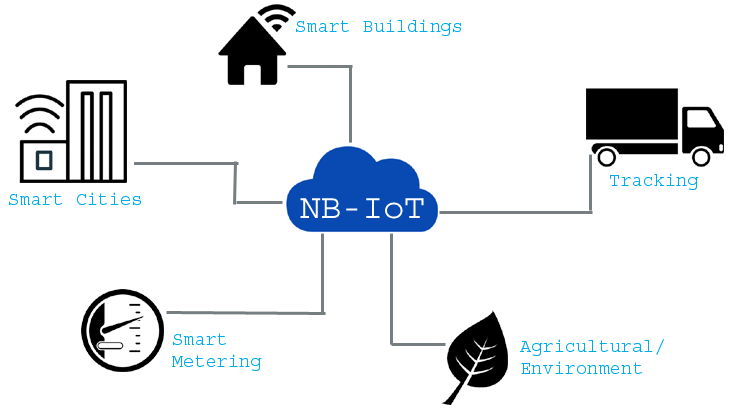 Smart Buildings
Smart Cities
Tracking
NB-IoT
Smart
Metering
Agricultural/
Environment